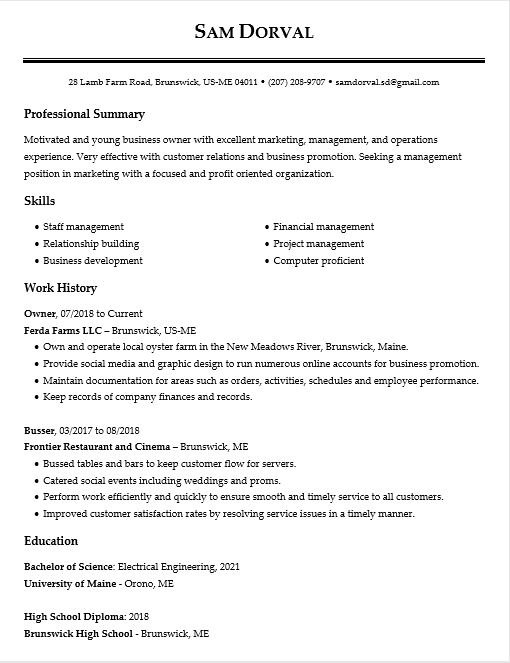 SAM DORVAL
28 Lamb Farm Road, Brunswick, US-ME 04011 • (207) 208-9707 • samdorval.sd@gmail.com
Professional Summary
Motivated and young business owner with excellent marketing, management, and operations
experience. Very effective with customer relations and business promotion. Seeking a management
position in marketing with a focused and profit oriented organization.
Skills
• Staff management
• Relationship building
• Business development
• Financial management
• Project management
• Computer proficient
Work History
Owner, 07/2018 to Current
Ferda Farms LLC – Brunswick, US-ME
• Own and operate local oyster farm in the New Meadows River, Brunswick, Maine.
• Provide social media and graphic design to run numerous online accounts for business promotion.
• Maintain documentation for areas such as orders, activities, schedules and employee performance.
• Keep records of company finances and records.
Busser, 03/2017 to 08/2018
Frontier Restaurant and Cinema – Brunswick, ME
• Bussed tables and bars to keep customer flow for servers.
• Catered social events including weddings and proms.
• Perform work efficiently and quickly to ensure smooth and timely service to all customers.
• Improved customer satisfaction rates by resolving service issues in a timely manner.
Education
Bachelor of Science: Electrical Engineering, 2021
University of Maine - Orono, ME
High School Diploma: 2018
Brunswick High School - Brunswick, ME